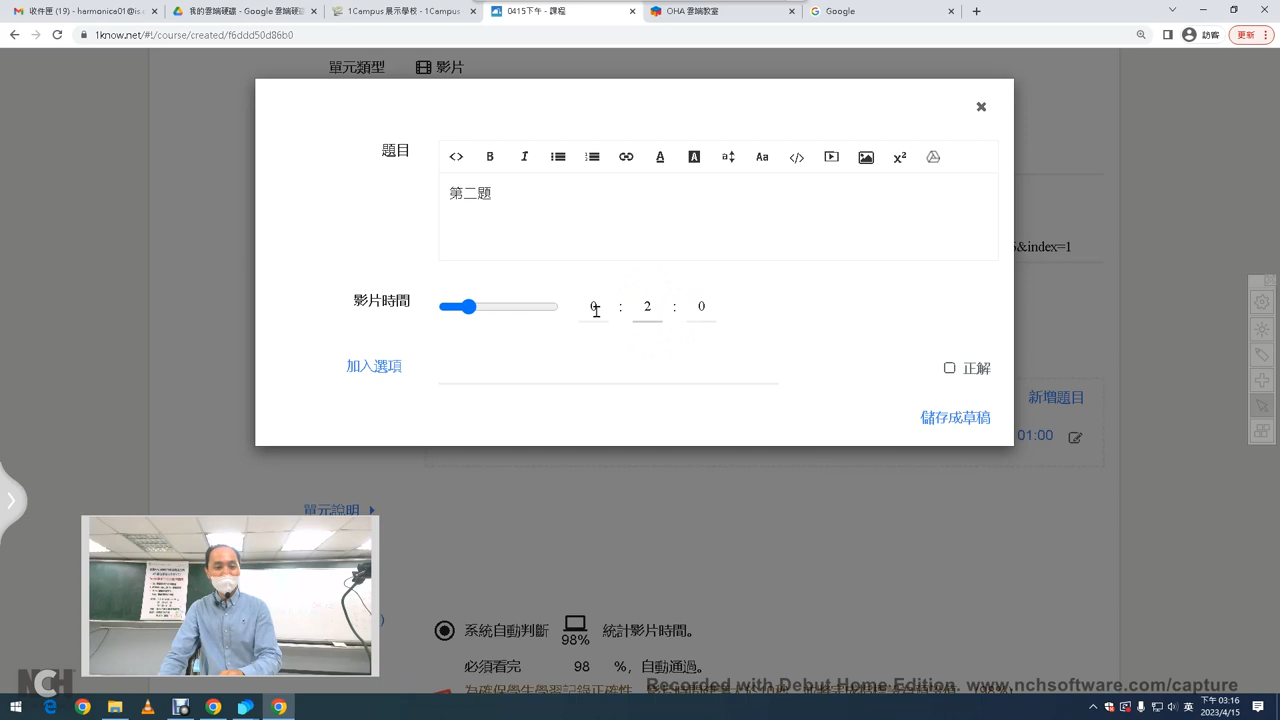 收件匣 (19) - harmonica01@bi.s
我的雲端硬碟 - Google 雲端硬碟
1Campus 展示學校 - 1Campus
0415下午 - 課程
OHA 雲端教室
Google
1know.net/#!/course/created/f6ddd50d86b0
訪客
更新
單元類型 影片
題目
B I Aa </> x²
第二題
&index=1
影片時間 0 : 2 : 0
加入選項 正解
新增題目
儲存成草稿
01:00
單元說明
系統自動判斷 98% 統計影片時間。
必須看完 98 %, 自動通過。
NCH
Recorded with Debut Home Edition. www.nchsoftware.com/capture
英
下午 03:16
2023/4/15